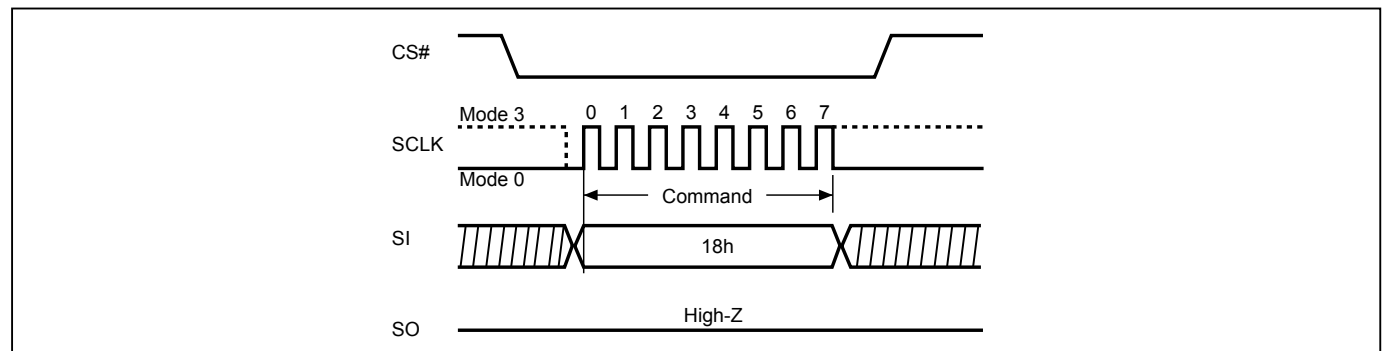 CS#
Mode 3
0 1 2 3 4 5 6 7
SCLK
Mode 0
Command
SI
18h
High-Z
SO